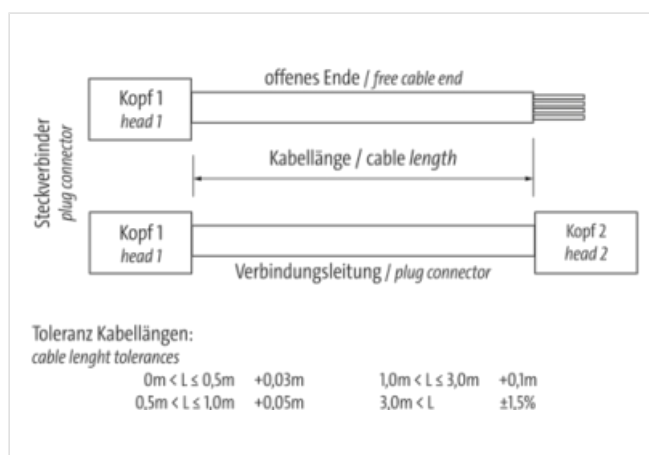 offenes Ende / free cable end
Kopf 1
head 1
Steckverbinder
plug connector
Kabellänge / cable length
Kopf 1
head 1
Kopf 2
head 2
Verbindungsleitung / plug connector
Toleranz Kabellängen:
cable lenght tolerances
0m < L ≤ 0,5m +0,03m 1,0m < L ≤ 3,0m +0,1m
0,5m < L ≤ 1,0m +0,05m 3,0m < L ±1,5%